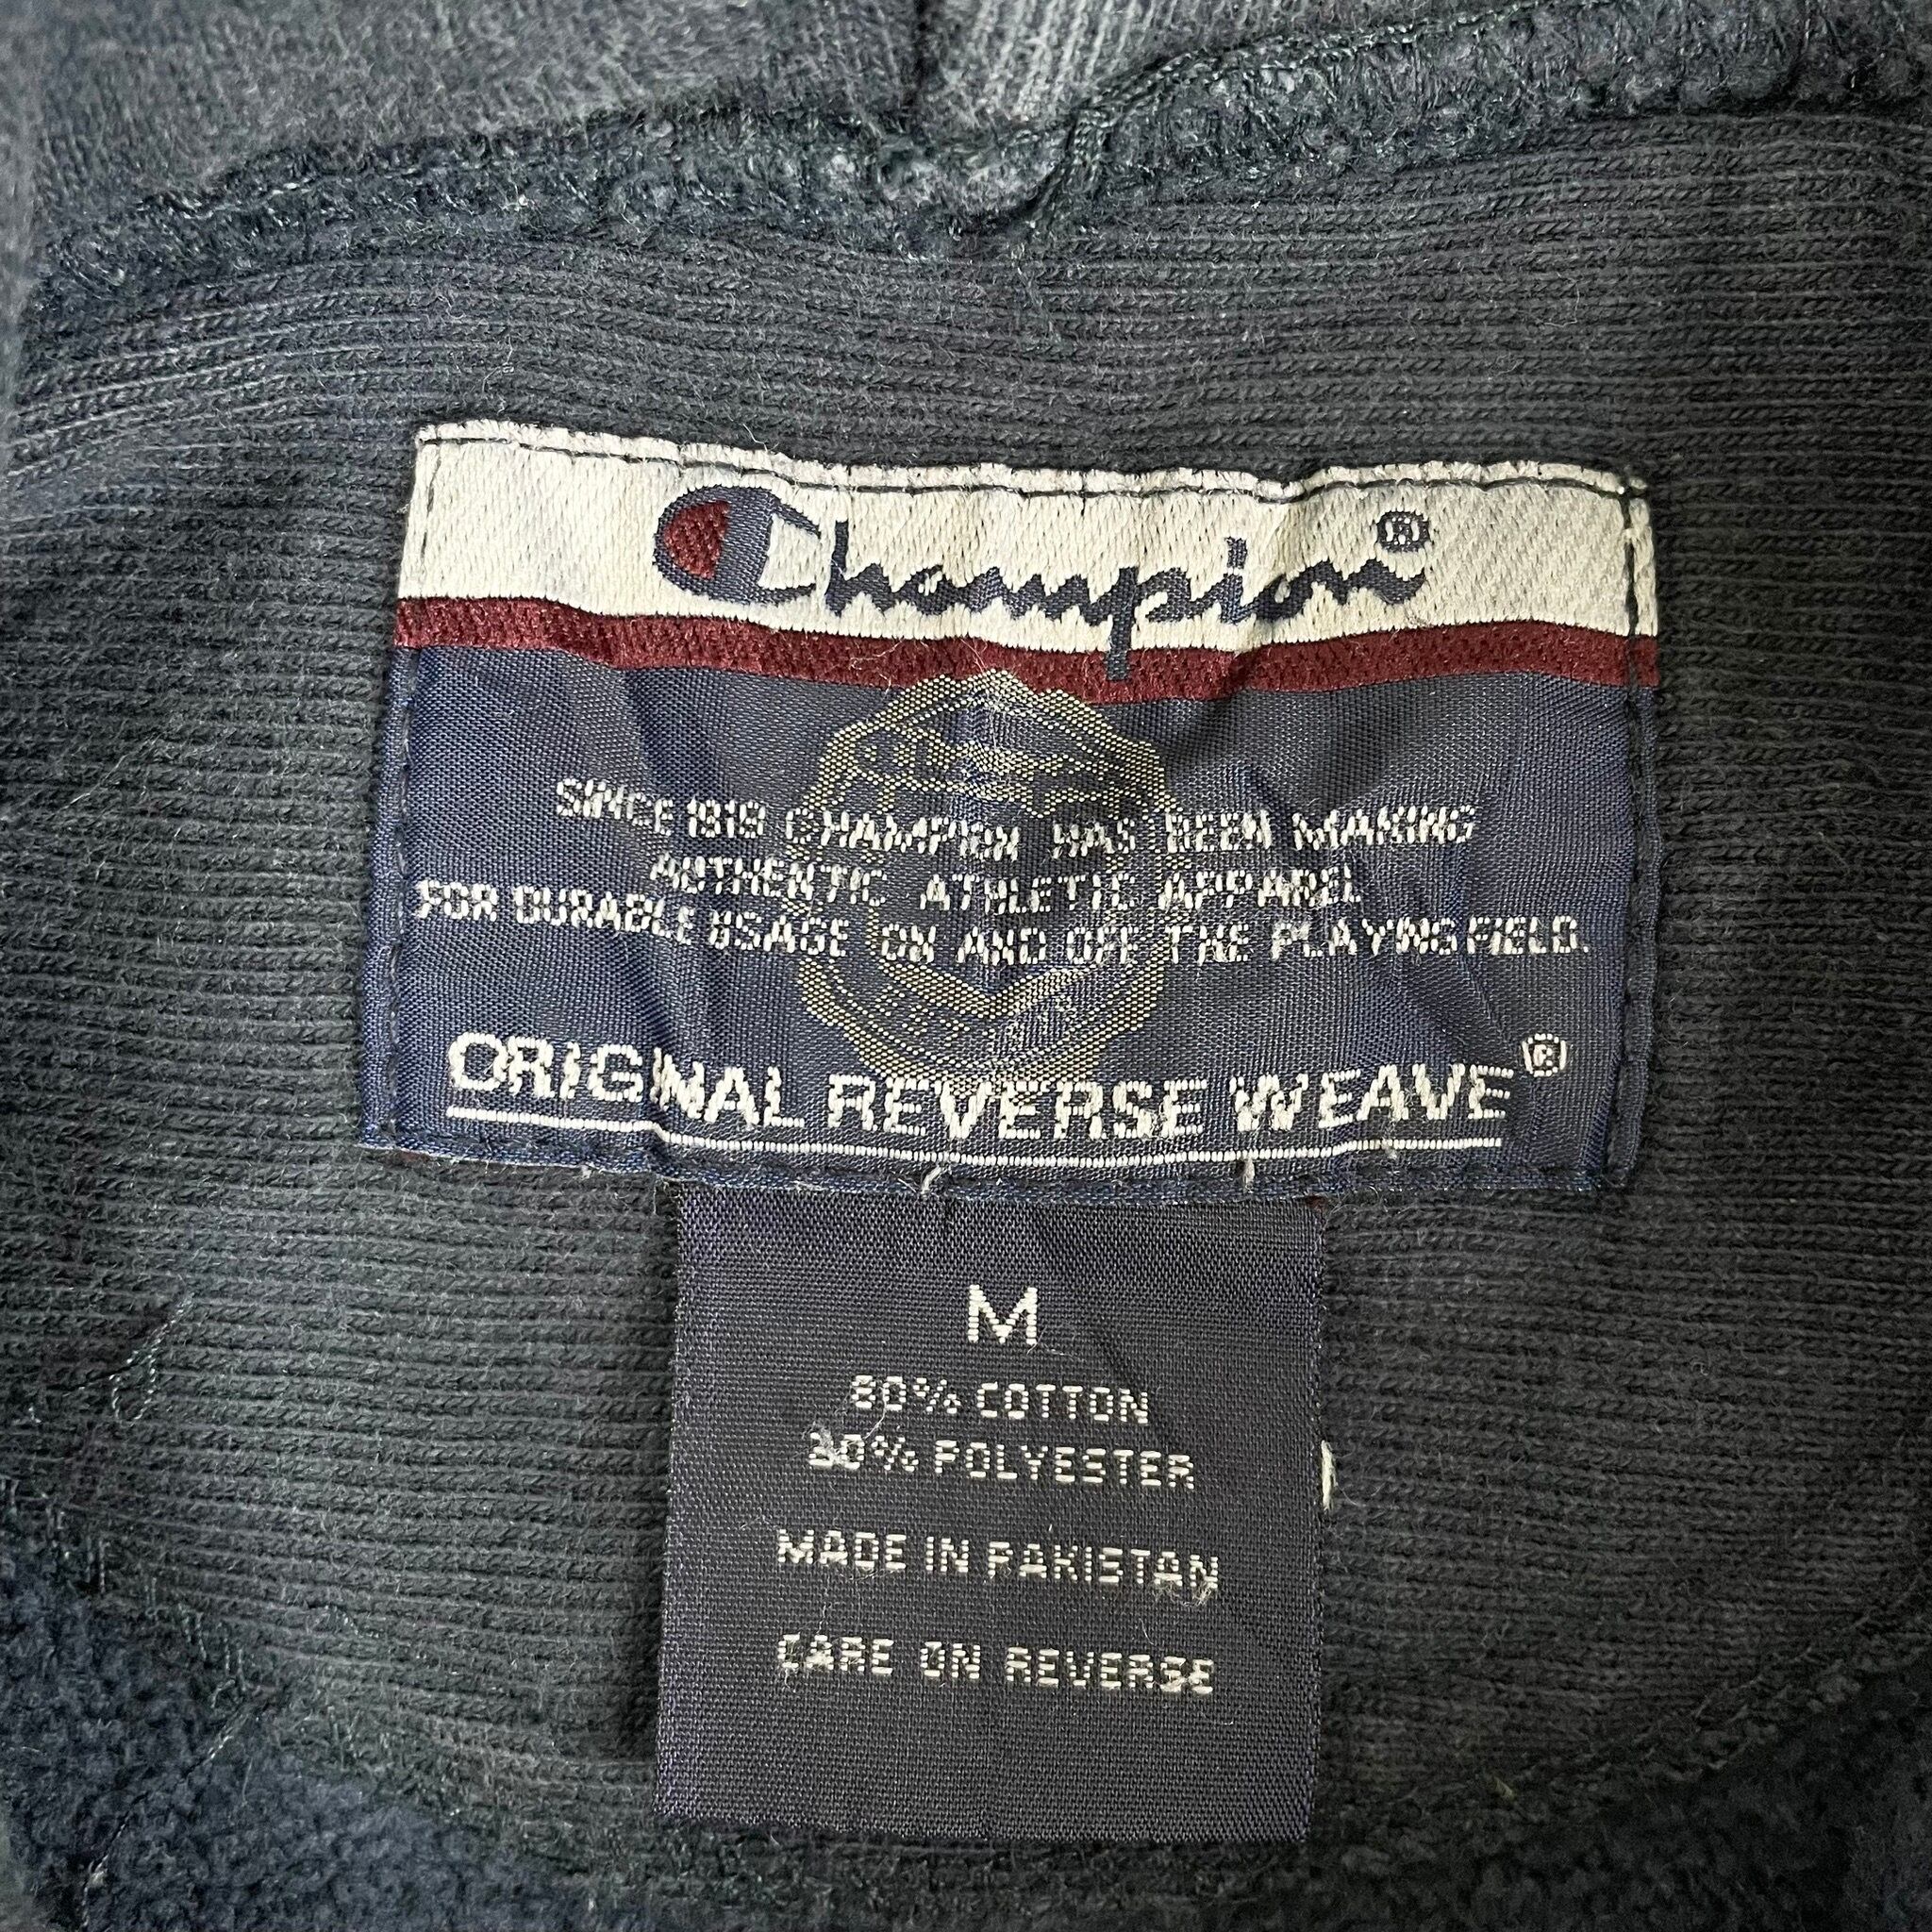 Champion®
SINCE 1919 CHAMPION HAS BEEN MAKING
AUTHENTIC ATHLETIC APPAREL
FOR DURABLE USAGE ON AND OFF THE PLAYING FIELD.
ORIGINAL REVERSE WEAVE®
M
80% COTTON
POLYESTER
MADE IN PAKISTAN
CARE ON REVERSE